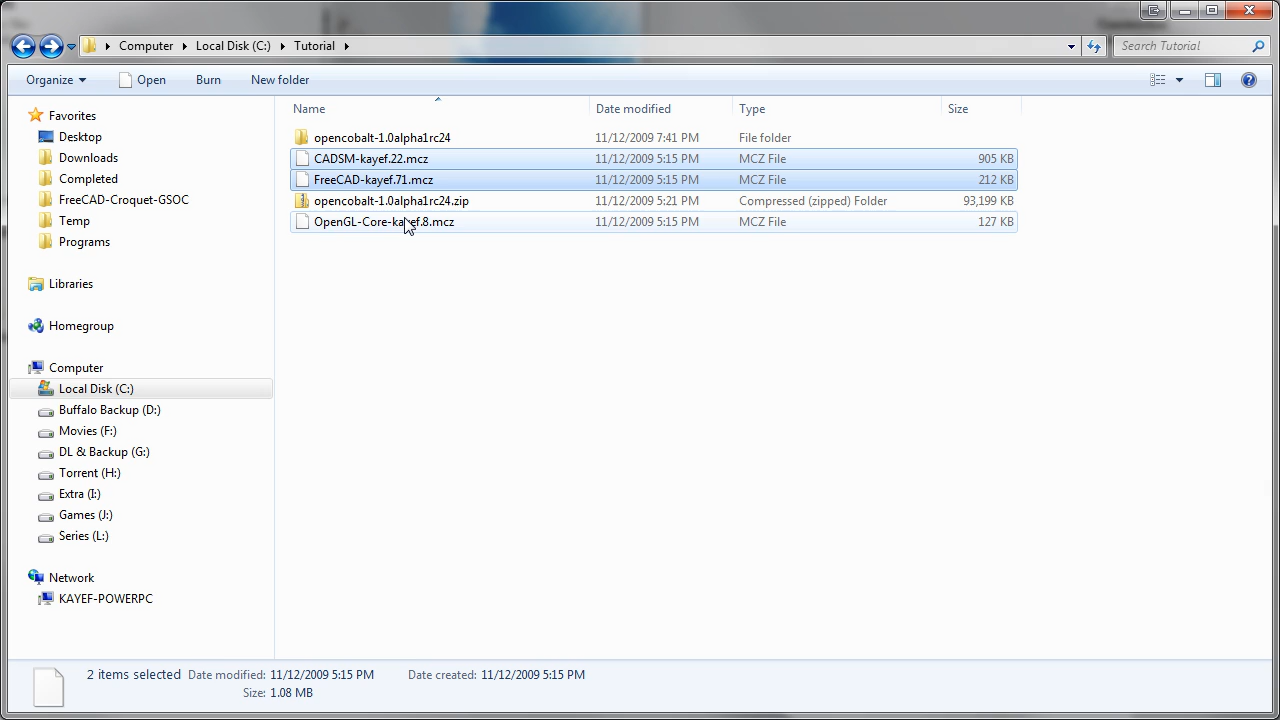 Computer Local Disk (C:) Tutorial Search Tutorial
Organize Open Burn New folder
Favorites
Desktop
Downloads
Completed
FreeCAD-Croquet-GSOC
Temp
Programs
Libraries
Homegroup
Computer
Local Disk (C:)
Buffalo Backup (D:)
Movies (F:)
DL & Backup (G:)
Torrent (H:)
Extra (I:)
Games (J:)
Series (L:)
Network
KAYEF-POWERPC
Name Date modified Type Size
opencobalt-1.0alpha1rc24 11/12/2009 7:41 PM File folder
CADSM-kayef.22.mcz 11/12/2009 5:15 PM MCZ File 905 KB
FreeCAD-kayef.71.mcz 11/12/2009 5:15 PM MCZ File 212 KB
opencobalt-1.0alpha1rc24.zip 11/12/2009 5:21 PM Compressed (zipped) Folder 93,199 KB
OpenGL-Core-kayef.8.mcz 11/12/2009 5:15 PM MCZ File 127 KB
2 items selected Date modified: 11/12/2009 5:15 PM Date created: 11/12/2009 5:15 PM
Size: 1.08 MB